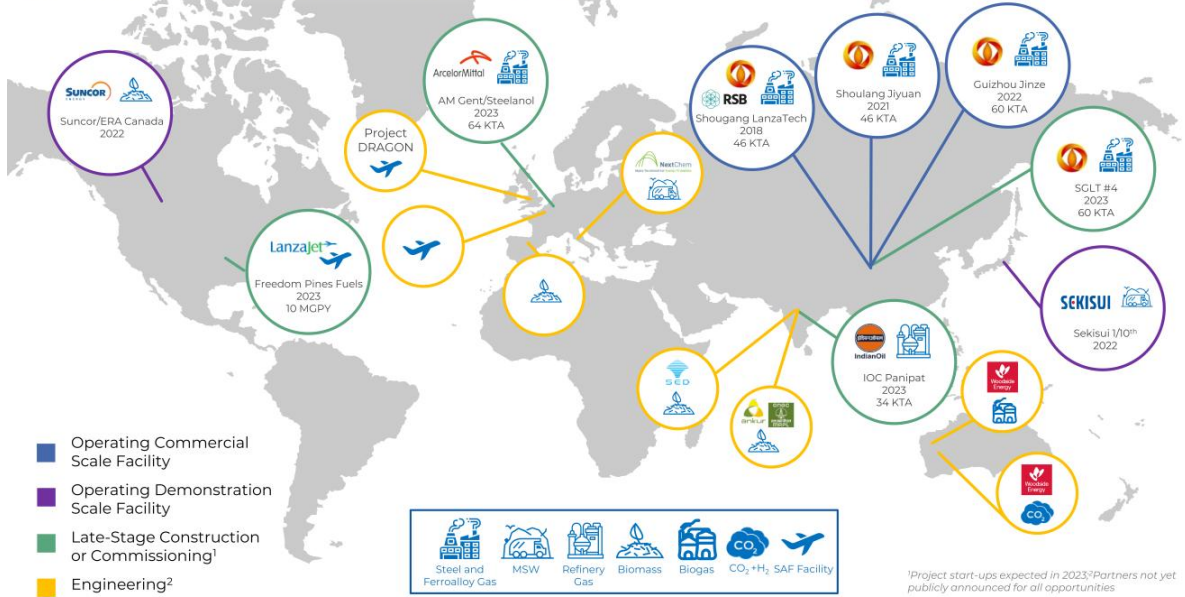 SUNCOR
ENERGY
Suncor/ERA Canada
2022
ArcelorMittal
AM Gent/Steelanol
2023
64 KTA
Project
DRAGON
LanzaJet
Freedom Pines Fuels
2023
10 MGPY
NextChem
RSB
Shougang LanzaTech
2018
46 KTA
Shoulang Jiyuan
2021
46 KTA
Guizhou Jinze
2022
60 KTA
SGLT #4
2023
60 KTA
SEKISUI
Sekisui 1/10th
2022
IndianOil
IOC Panipat
2023
34 KTA
SED
ankur
Woodside
Energy
Woodside
Energy
CO2
Operating Commercial
Scale Facility
Operating Demonstration
Scale Facility
Late-Stage Construction
or Commissioning1
Engineering2
CO2
Steel and
Ferroalloy Gas
MSW
Refinery
Gas
Biomass
Biogas
CO2 +H2
SAF Facility
1Project start-ups expected in 2023;2Partners not yet
publicly announced for all opportunities